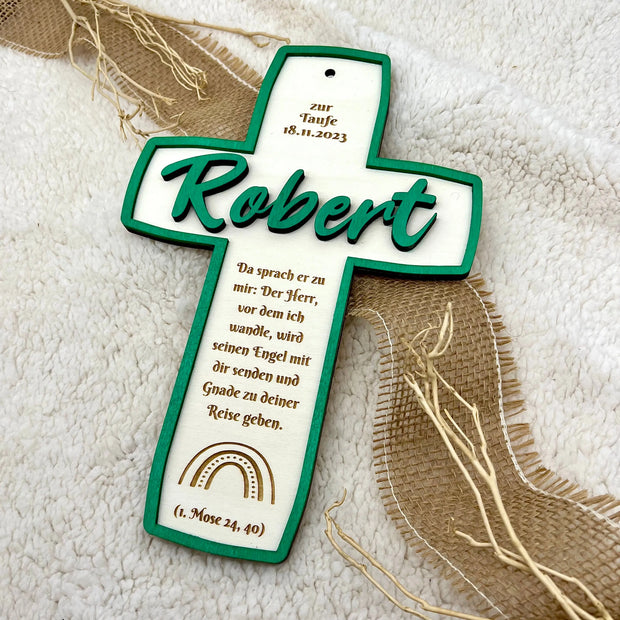 zur
Taufe
18.11.2023
Robert
Da sprach er zu
mir: Der Herr,
vor dem ich
wandle, wird
seinen Engel mit
dir senden und
Gnade zu deiner
Reise geben.
(1. Mose 24, 40)